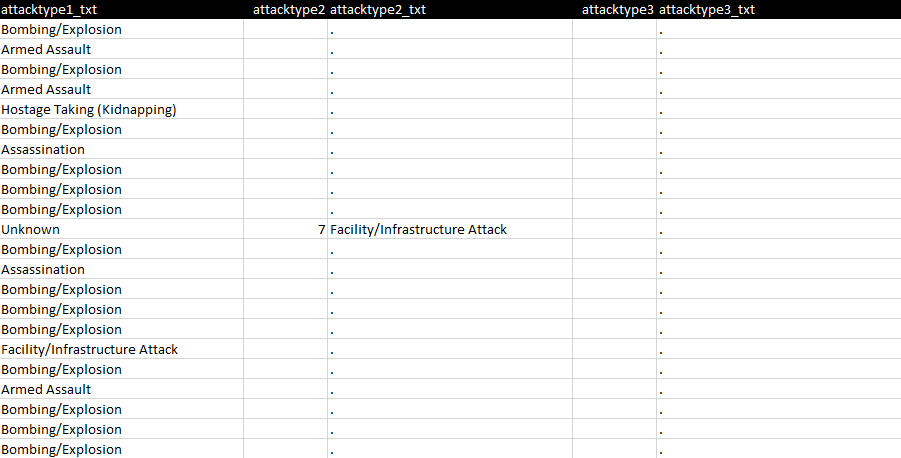 attacktype1_txt attacktype2 attacktype2_txt attacktype3 attacktype3_txt
Bombing/Explosion . .
Armed Assault . .
Bombing/Explosion . .
Armed Assault . .
Hostage Taking (Kidnapping) . .
Bombing/Explosion . .
Assassination . .
Bombing/Explosion . .
Bombing/Explosion . .
Bombing/Explosion . .
Unknown 7 Facility/Infrastructure Attack .
Bombing/Explosion . .
Assassination . .
Bombing/Explosion . .
Bombing/Explosion . .
Bombing/Explosion . .
Facility/Infrastructure Attack . .
Bombing/Explosion . .
Armed Assault . .
Bombing/Explosion . .
Bombing/Explosion . .
Bombing/Explosion . .